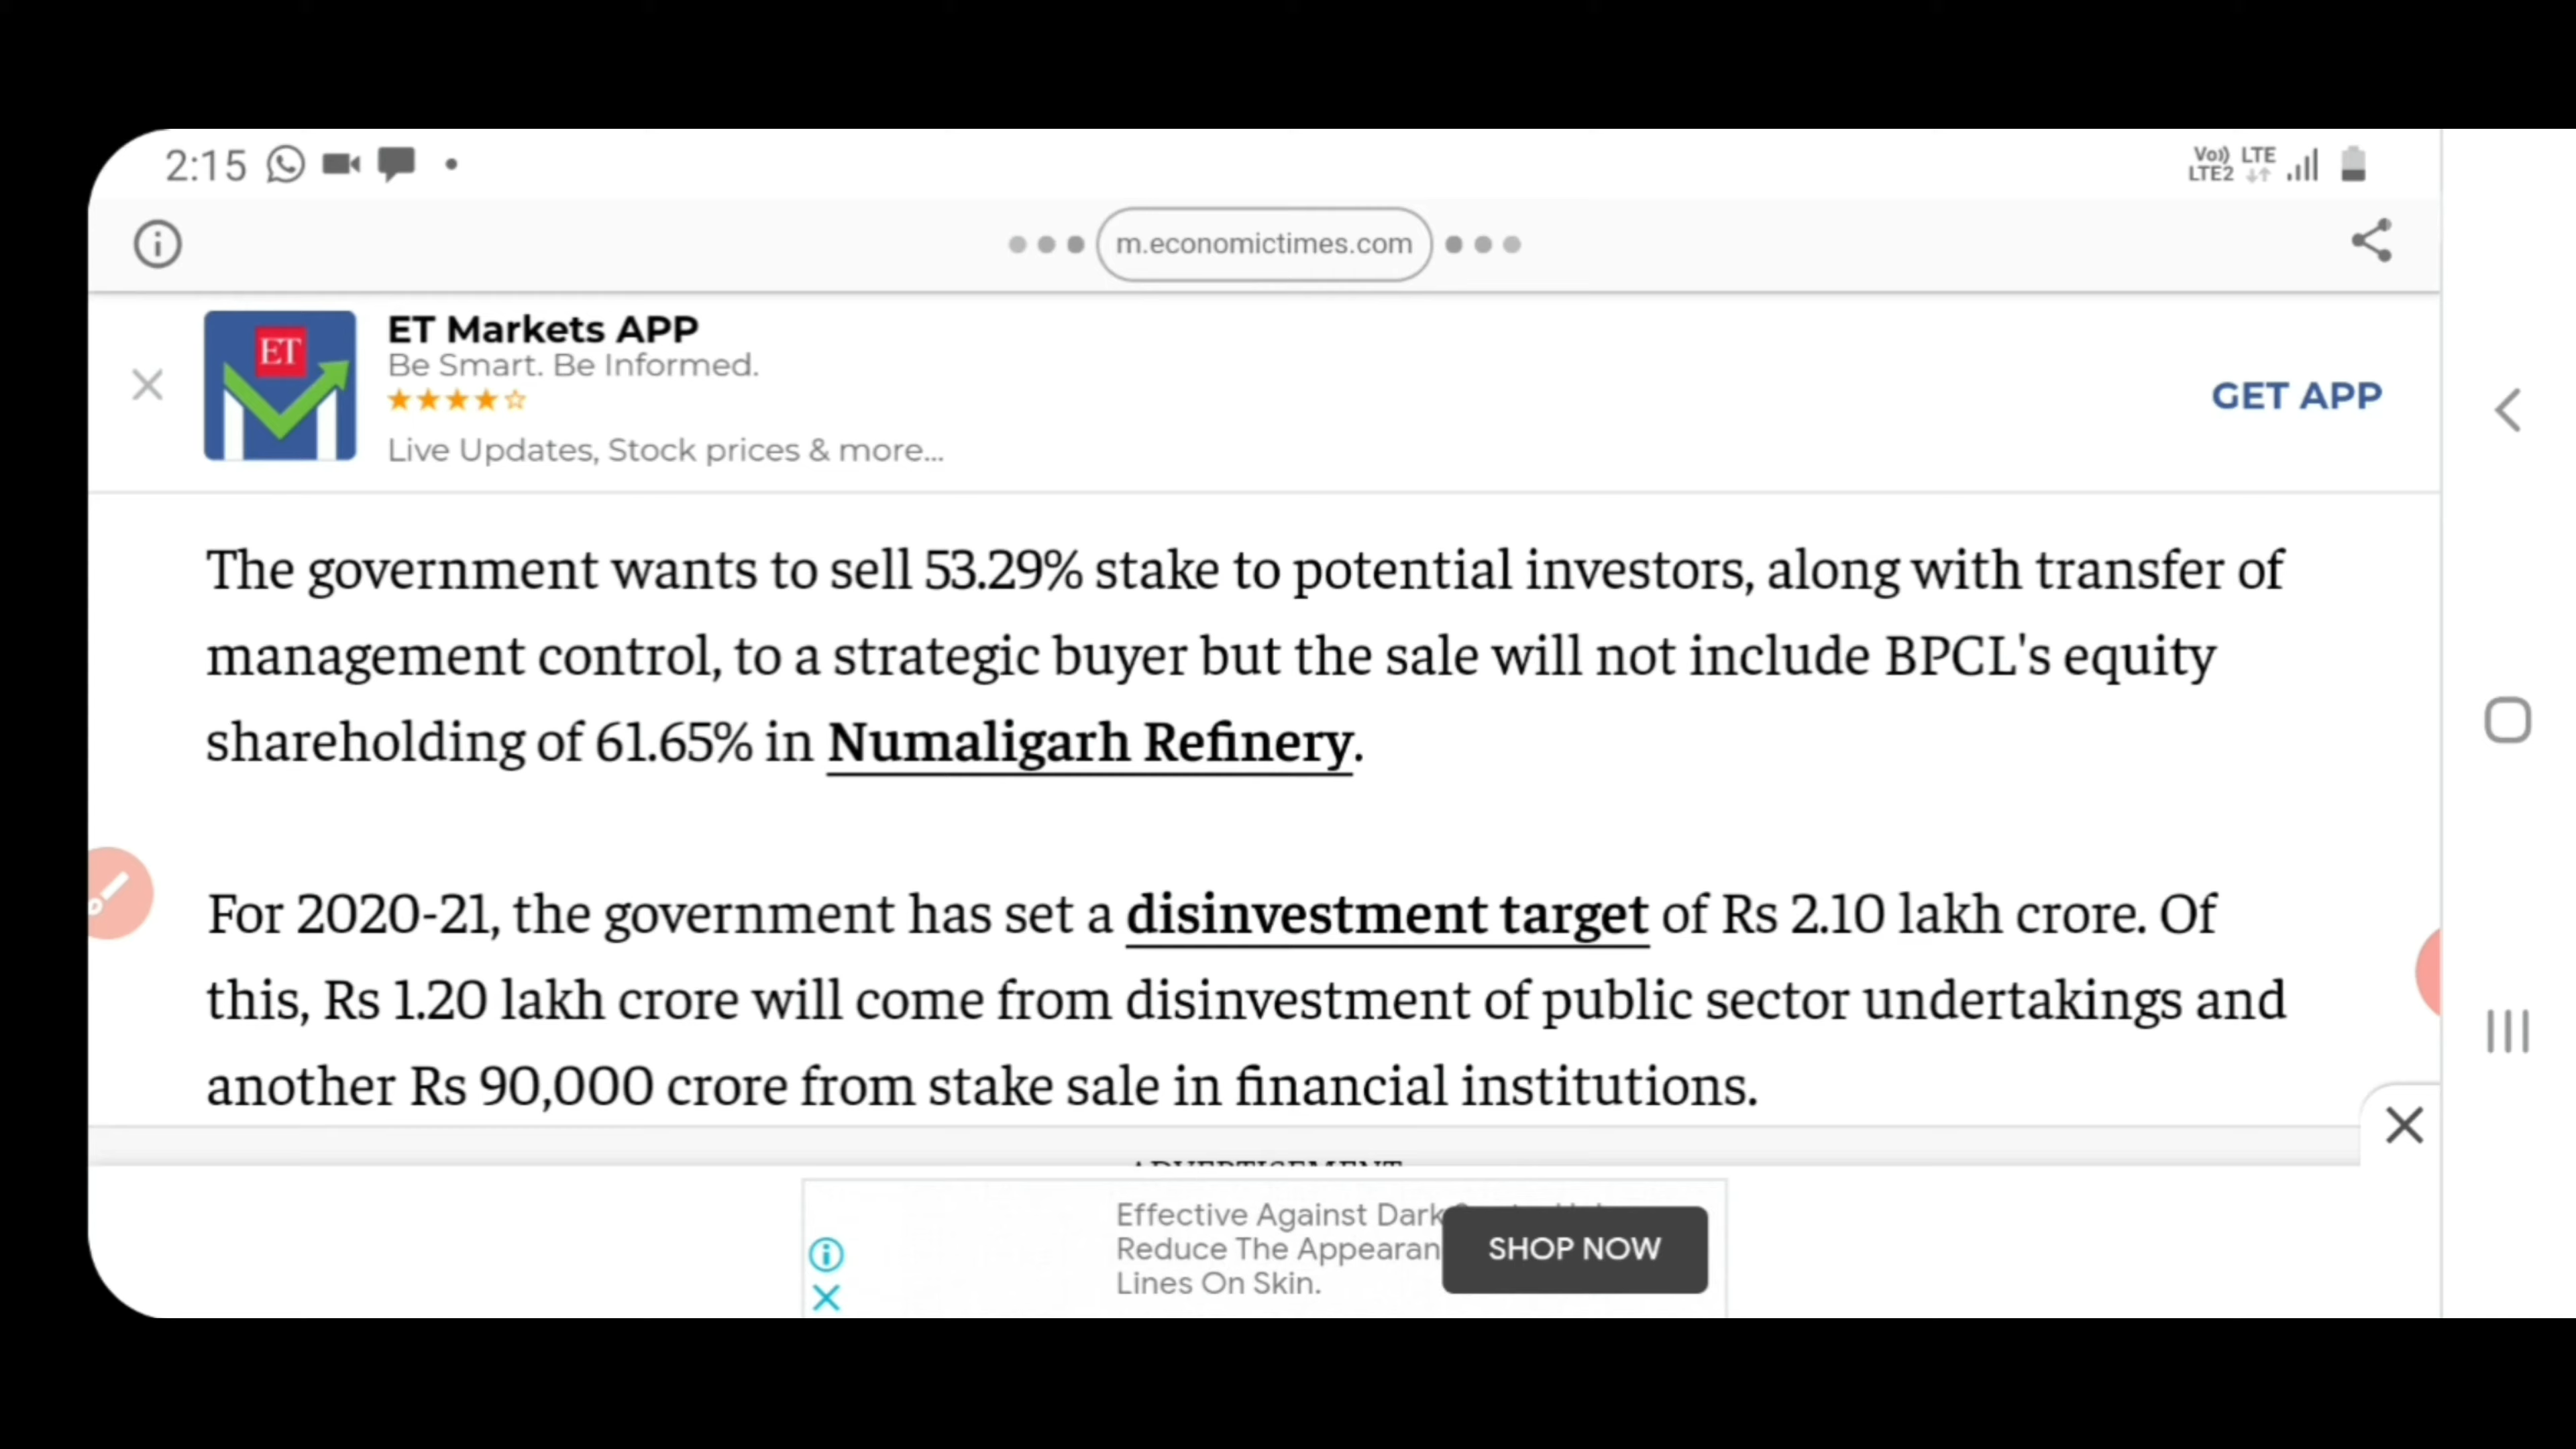 2:15
Vo)) LTE
LTE2
m.economictimes.com
ET
ET Markets APP
Be Smart. Be Informed.
Live Updates, Stock prices & more...
GET APP
The government wants to sell 53.29% stake to potential investors, along with transfer of
management control, to a strategic buyer but the sale will not include BPCL's equity
shareholding of 61.65% in Numaligarh Refinery.
For 2020-21, the government has set a disinvestment target of Rs 2.10 lakh crore. Of
this, Rs 1.20 lakh crore will come from disinvestment of public sector undertakings and
another Rs 90,000 crore from stake sale in financial institutions.
ADVERTISEMENT
Effective Against Dark
Reduce The Appearan
Lines On Skin.
SHOP NOW